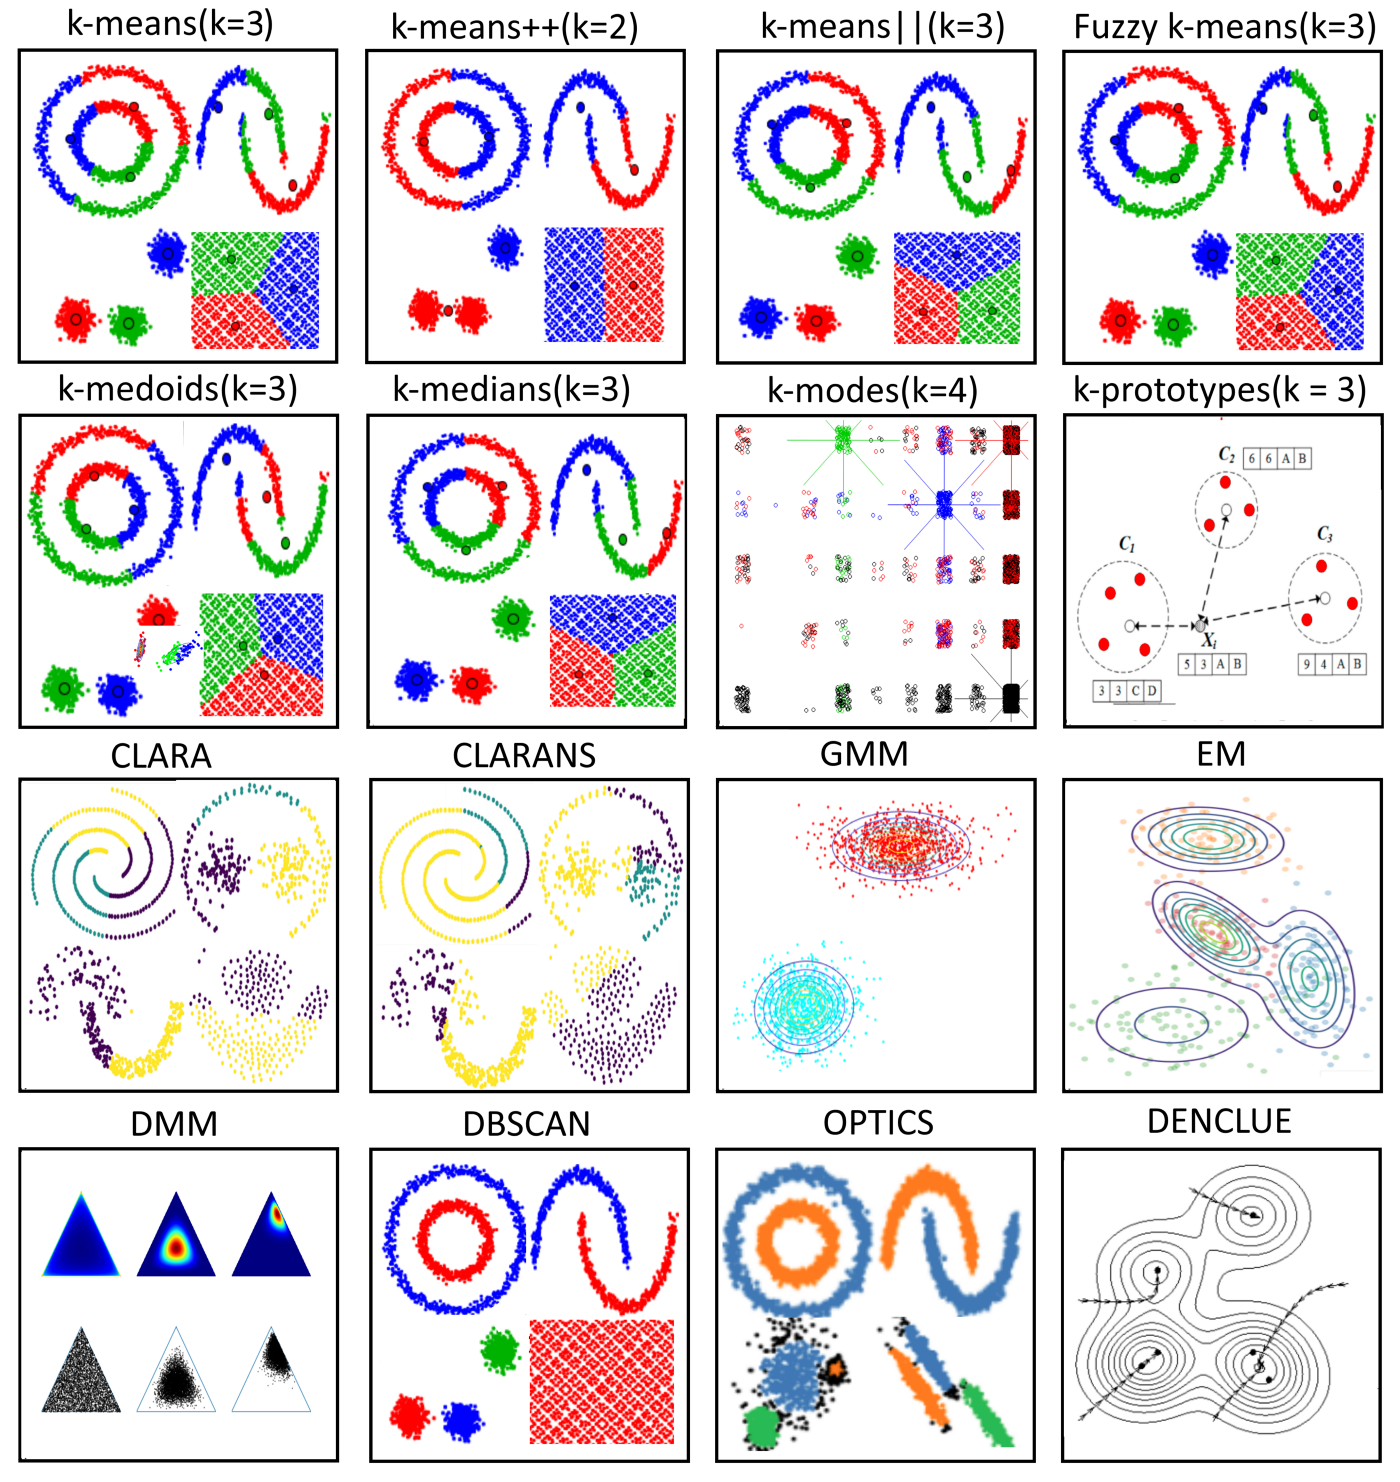 k-means(k=3)
k-means++(k=2)
k-means||(k=3)
Fuzzy k-means(k=3)
k-medoids(k=3)
k-medians(k=3)
k-modes(k=4)
k-prototypes(k = 3)
C2
6 6 A B
C1
C3
Xi
5 3 A B
9 4 A B
3 3 C D
CLARA
CLARANS
GMM
EM
DMM
DBSCAN
OPTICS
DENCLUE